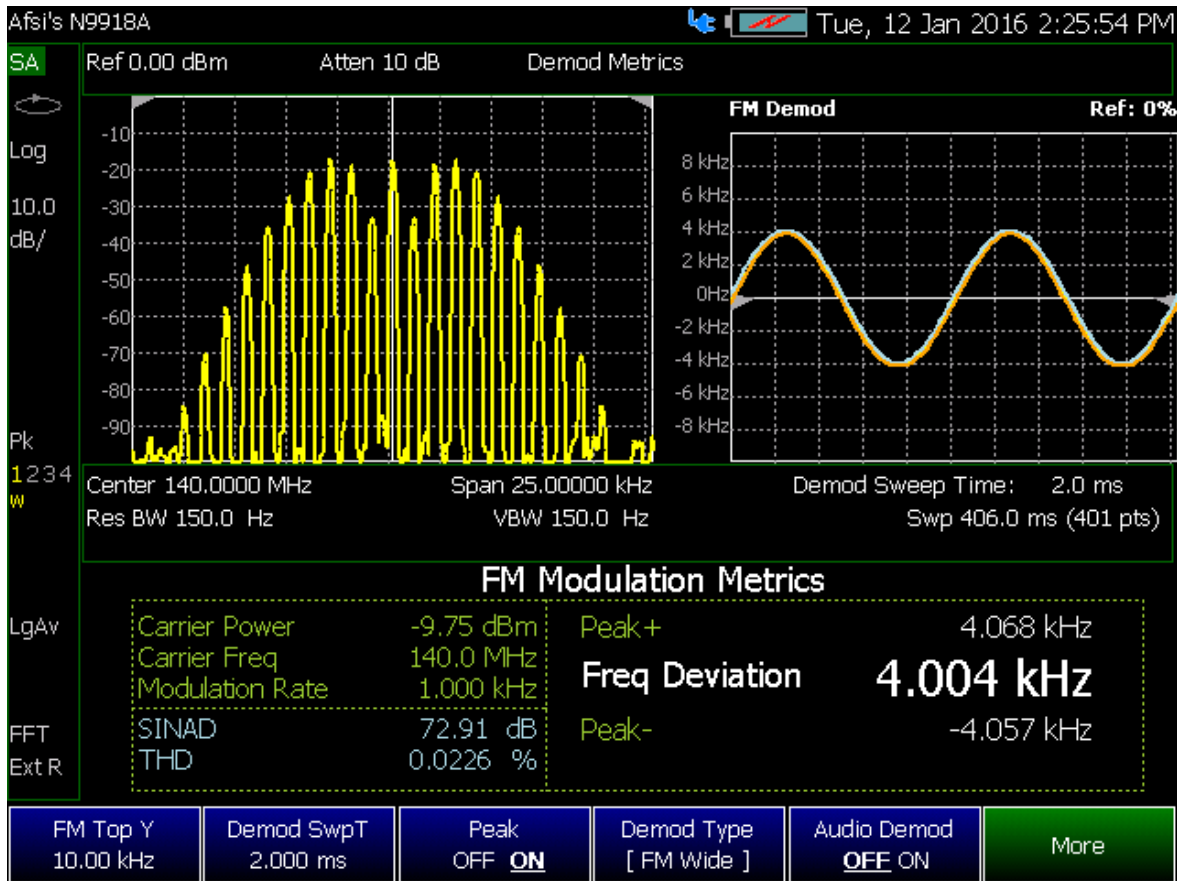 Afsi's N9918A
Tue, 12 Jan 2016 2:25:54 PM
SA
Ref 0.00 dBm Atten 10 dB Demod Metrics
Log
10.0
dB/
Pk
1234
W
LgAv
FFT
Ext R
-10
-20
-30
-40
-50
-60
-70
-80
-90
FM Demod Ref: 0%
8 kHz
6 kHz
4 kHz
2 kHz
0Hz
-2 kHz
-4 kHz
-6 kHz
-8 kHz
Center 140.0000 MHz Span 25.00000 kHz Demod Sweep Time: 2.0 ms
Res BW 150.0 Hz VBW 150.0 Hz Swp 406.0 ms (401 pts)
FM Modulation Metrics
Carrier Power -9.75 dBm
Carrier Freq 140.0 MHz
Modulation Rate 1.000 kHz
SINAD 72.91 dB
THD 0.0226 %
Peak+ 4.068 kHz
Freq Deviation 4.004 kHz
Peak- -4.057 kHz
FM Top Y
10.00 kHz
Demod SwpT
2.000 ms
Peak
OFF ON
Demod Type
[ FM Wide ]
Audio Demod
OFF ON
More